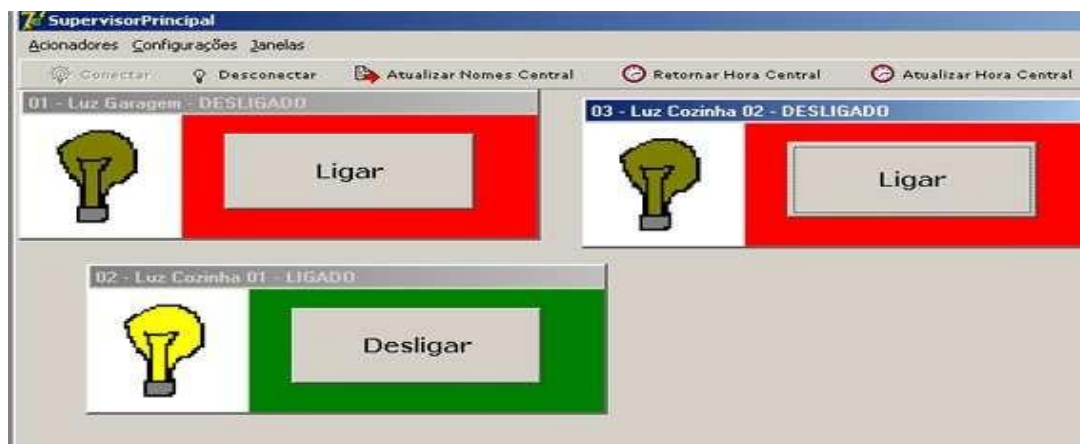 SupervisorPrincipal
Acionadores Configurações Janelas
Conectar Desconectar Atualizar Nomes Central Retornar Hora Central Atualizar Hora Central
01 - Luz Garagem - DESLIGADO
Ligar
03 - Luz Cozinha 02 - DESLIGADO
Ligar
02 - Luz Cozinha 01 - LIGADO
Desligar